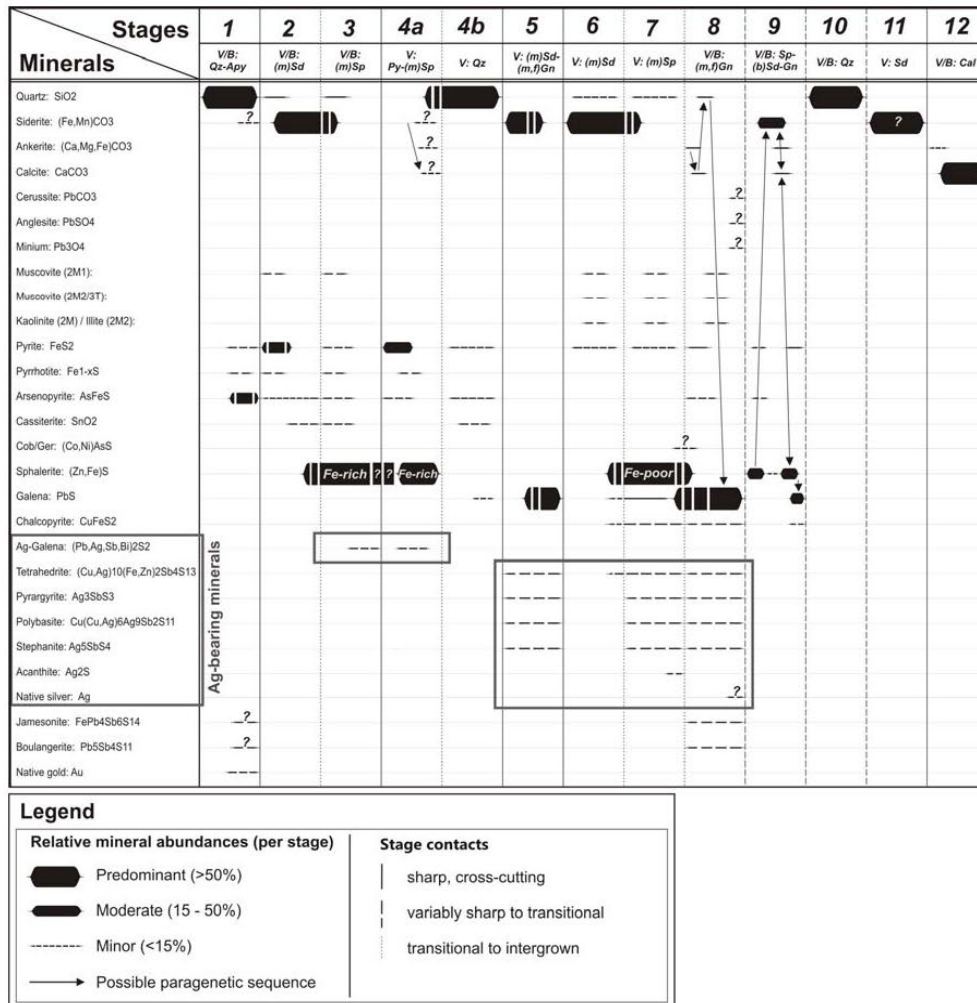 Stages
Minerals
1 2 3 4a 4b 5 6 7 8 9 10 11 12
V/B: Qz-Apy
V/B: (m)Sd
V/B: (m)Sp
V: Py-(m)Sp
V: Qz
V: (m)Sd-(m,f)Gn
V: (m)Sd
V: (m)Sp
V/B: (m,f)Gn
V/B: Sp-(b)Sd-Gn
V/B: Qz
V: Sd
V/B: Cal
Quartz: SiO2
Siderite: (Fe,Mn)CO3 ? ? ?
Ankerite: (Ca,Mg,Fe)CO3 ?
Calcite: CaCO3 ?
Cerussite: PbCO3 ?
Anglesite: PbSO4 ?
Minium: Pb3O4 ?
Muscovite (2M1):
Muscovite (2M2/3T):
Kaolinite (2M) / Illite (2M2):
Pyrite: FeS2
Pyrrhotite: Fe1-xS
Arsenopyrite: AsFeS
Cassiterite: SnO2
Cob/Ger: (Co,Ni)AsS ?
Sphalerite: (Zn,Fe)S Fe-rich ? ? Fe-rich Fe-poor
Galena: PbS
Chalcopyrite: CuFeS2
Ag-Galena: (Pb,Ag,Sb,Bi)2S2
Tetrahedrite: (Cu,Ag)10(Fe,Zn)2Sb4S13
Pyrargyrite: Ag3SbS3
Polybasite: Cu(Cu,Ag)6Ag9Sb2S11
Stephanite: Ag5SbS4
Acanthite: Ag2S
Native silver: Ag ?
Ag-bearing minerals
Jamesonite: FePb4Sb6S14 ?
Boulangerite: Pb5Sb4S11 ?
Native gold: Au
Legend
Relative mineral abundances (per stage)
Predominant (>50%)
Moderate (15 - 50%)
Minor (<15%)
Possible paragenetic sequence
Stage contacts
sharp, cross-cutting
variably sharp to transitional
transitional to intergrown